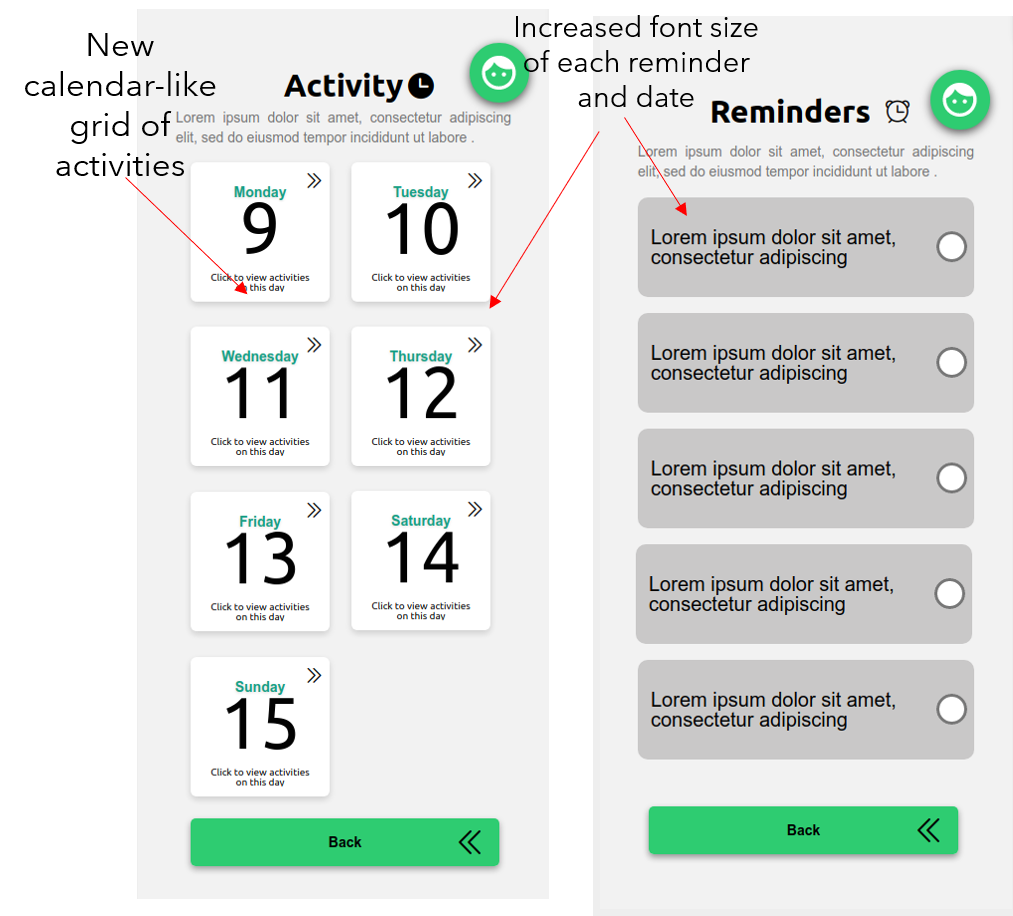 New
calendar-like
grid of
activities
Increased font size
of each reminder
and date
Activity
Lorem ipsum dolor sit amet, consectetur adipiscing
elit, sed do eiusmod tempor incididunt ut labore .
Monday
9
Click to view activities
on this day
Tuesday
10
Click to view activities
on this day
Wednesday
11
Click to view activities
on this day
Thursday
12
Click to view activities
on this day
Friday
13
Click to view activities
on this day
Saturday
14
Click to view activities
on this day
Sunday
15
Click to view activities
on this day
Back
Reminders
Lorem ipsum dolor sit amet, consectetur adipiscing
elit, sed do eiusmod tempor incididunt ut labore .
Lorem ipsum dolor sit amet,
consectetur adipiscing
Lorem ipsum dolor sit amet,
consectetur adipiscing
Lorem ipsum dolor sit amet,
consectetur adipiscing
Lorem ipsum dolor sit amet,
consectetur adipiscing
Lorem ipsum dolor sit amet,
consectetur adipiscing
Back